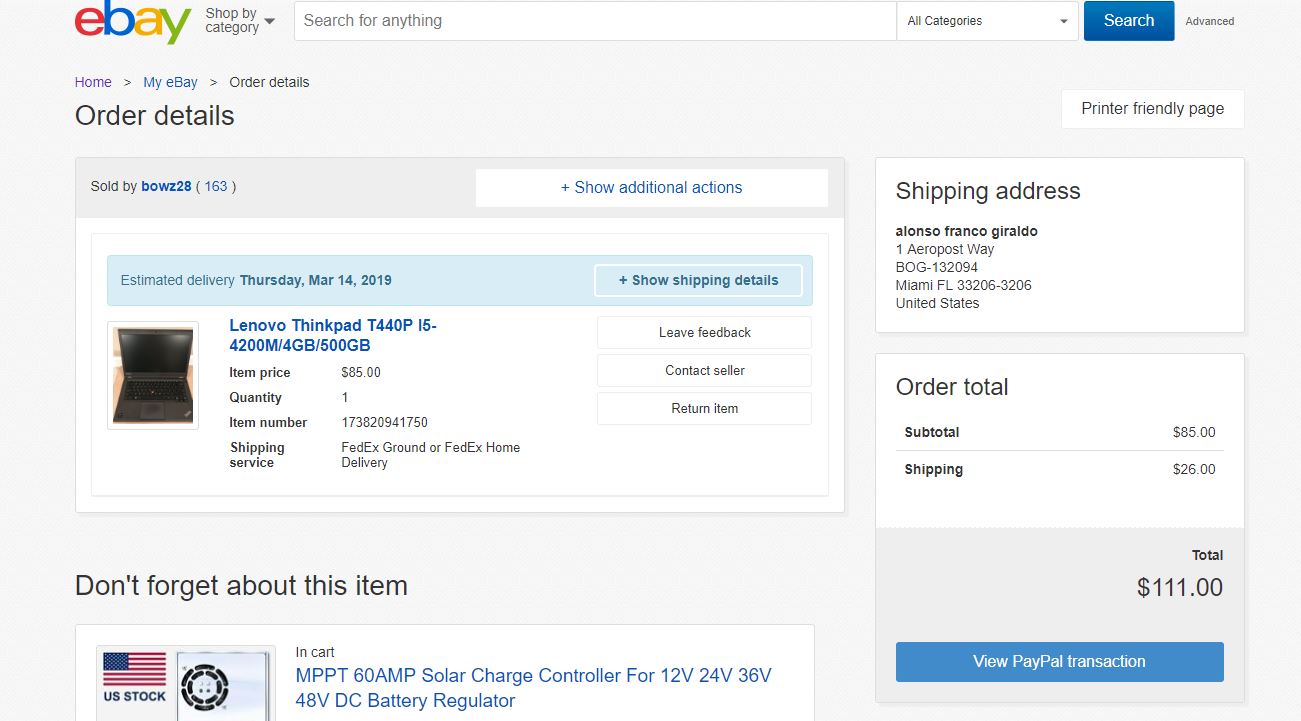 ebay
Shop by
category
Search for anything
All Categories
Search
Advanced
Home > My eBay > Order details
Order details
Printer friendly page
Sold by bowz28 ( 163 )
+ Show additional actions
Estimated delivery Thursday, Mar 14, 2019
+ Show shipping details
Lenovo Thinkpad T440P I5-
4200M/4GB/500GB
Item price $85.00
Quantity 1
Item number 173820941750
Shipping
service
FedEx Ground or FedEx Home
Delivery
Leave feedback
Contact seller
Return item
Shipping address
alonso franco giraldo
1 Aeropost Way
BOG-132094
Miami FL 33206-3206
United States
Order total
Subtotal $85.00
Shipping $26.00
Total
$111.00
View PayPal transaction
Don't forget about this item
US STOCK
In cart
MPPT 60AMP Solar Charge Controller For 12V 24V 36V
48V DC Battery Regulator